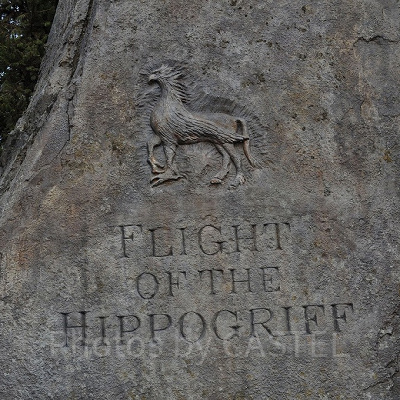 FLIGHT
OF THE
HIPPOGRIFF
Photos by CASTEL